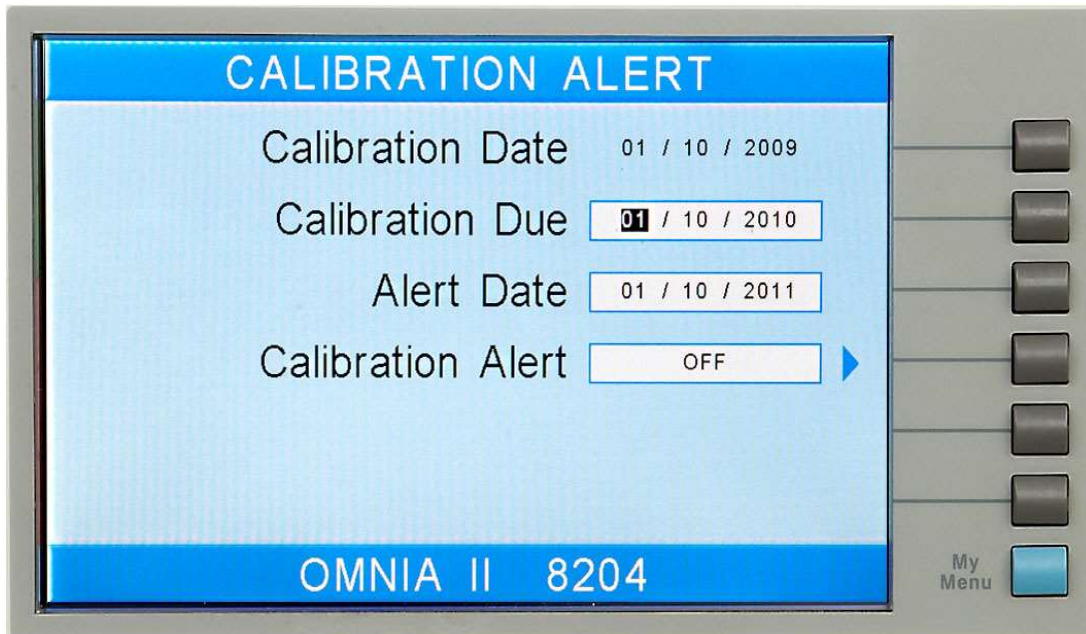 CALIBRATION ALERT
Calibration Date 01 / 10 / 2009
Calibration Due 01 / 10 / 2010
Alert Date 01 / 10 / 2011
Calibration Alert OFF
OMNIA II 8204
My
Menu